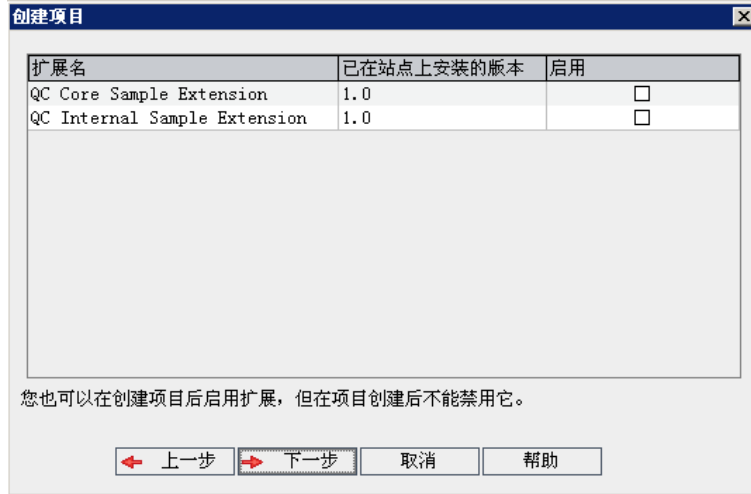 创建项目
扩展名 已在站点上安装的版本 启用
QC Core Sample Extension 1.0
QC Internal Sample Extension 1.0
您也可以在创建项目后启用扩展，但在项目创建后不能禁用它。
上一步 下一步 取消 帮助